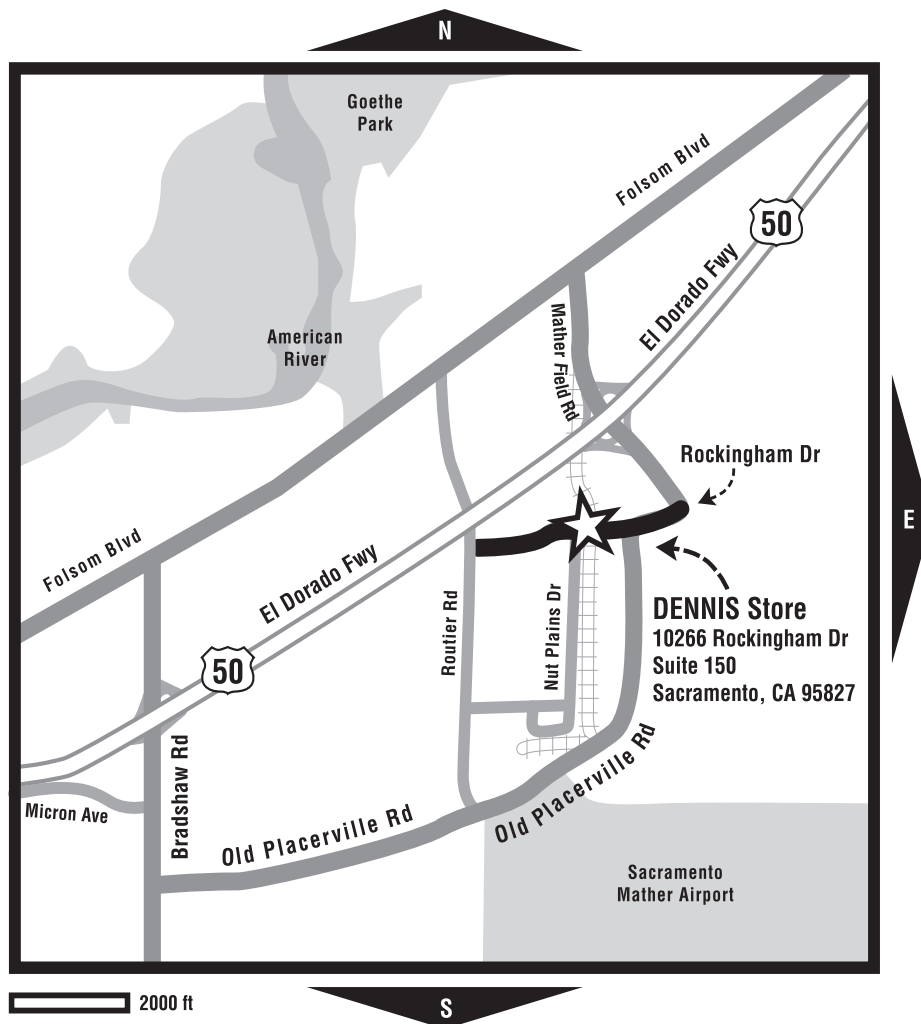 N
Goethe
Park
Folsom Blvd
50
El Dorado Fwy
Mather Field Rd
American
River
Rockingham Dr
E
Folsom Blvd
El Dorado Fwy
50
Routier Rd
Nut Plains Dr
DENNIS Store
10266 Rockingham Dr
Suite 150
Sacramento, CA 95827
Micron Ave
Bradshaw Rd
Old Placerville Rd
Old Placerville Rd
Sacramento
Mather Airport
2000 ft
S